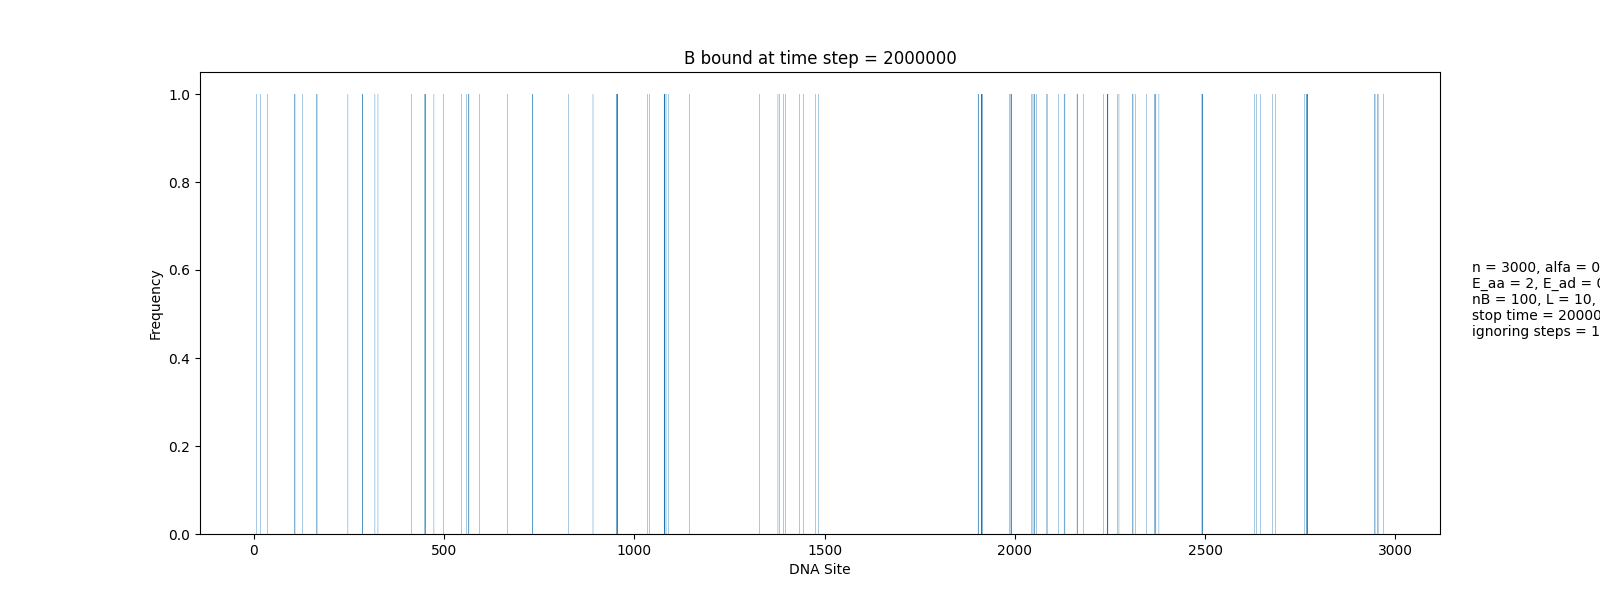 B bound at time step = 2000000
1.0
0.8
0.6
0.4
0.2
0.0
Frequency
0 500 1000 1500 2000 2500 3000
DNA Site
n = 3000, alfa = 0
E_aa = 2, E_ad =
nB = 100, L = 10,
stop time = 20000
ignoring steps = 1